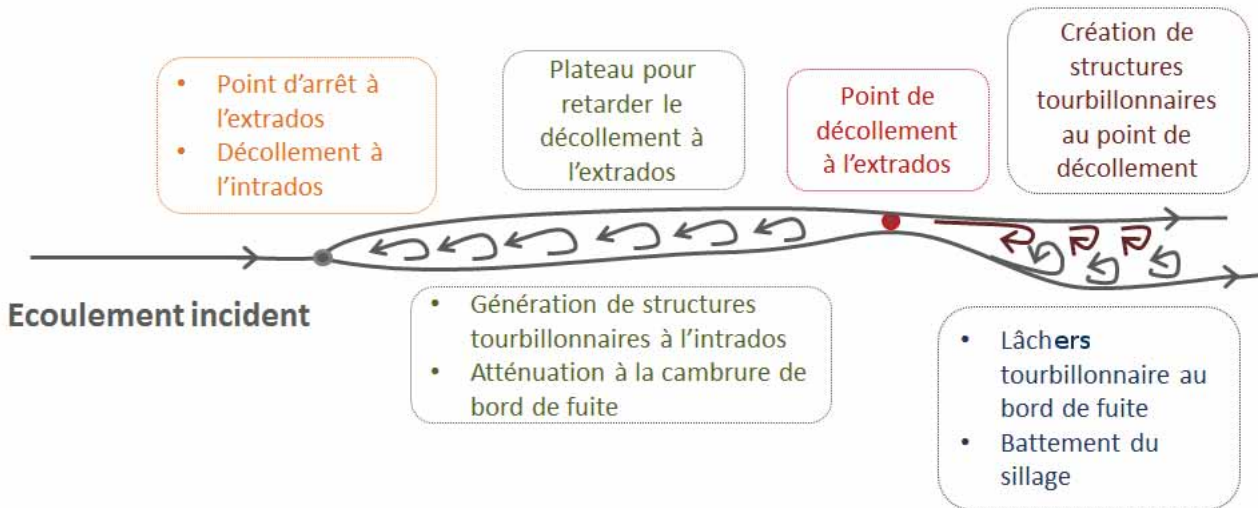 • Point d'arrêt à
l'extrados
• Décollement à
l'intrados
Plateau pour
retarder le
décollement à
l'extrados
Point de
décollement
à l'extrados
Création de
structures
tourbillonnaires
au point de
décollement
Ecoulement incident
• Génération de structures
tourbillonnaires à l'intrados
• Atténuation à la cambrure de
bord de fuite
• Lâchers
tourbillonnaire au
bord de fuite
• Battement du
sillage